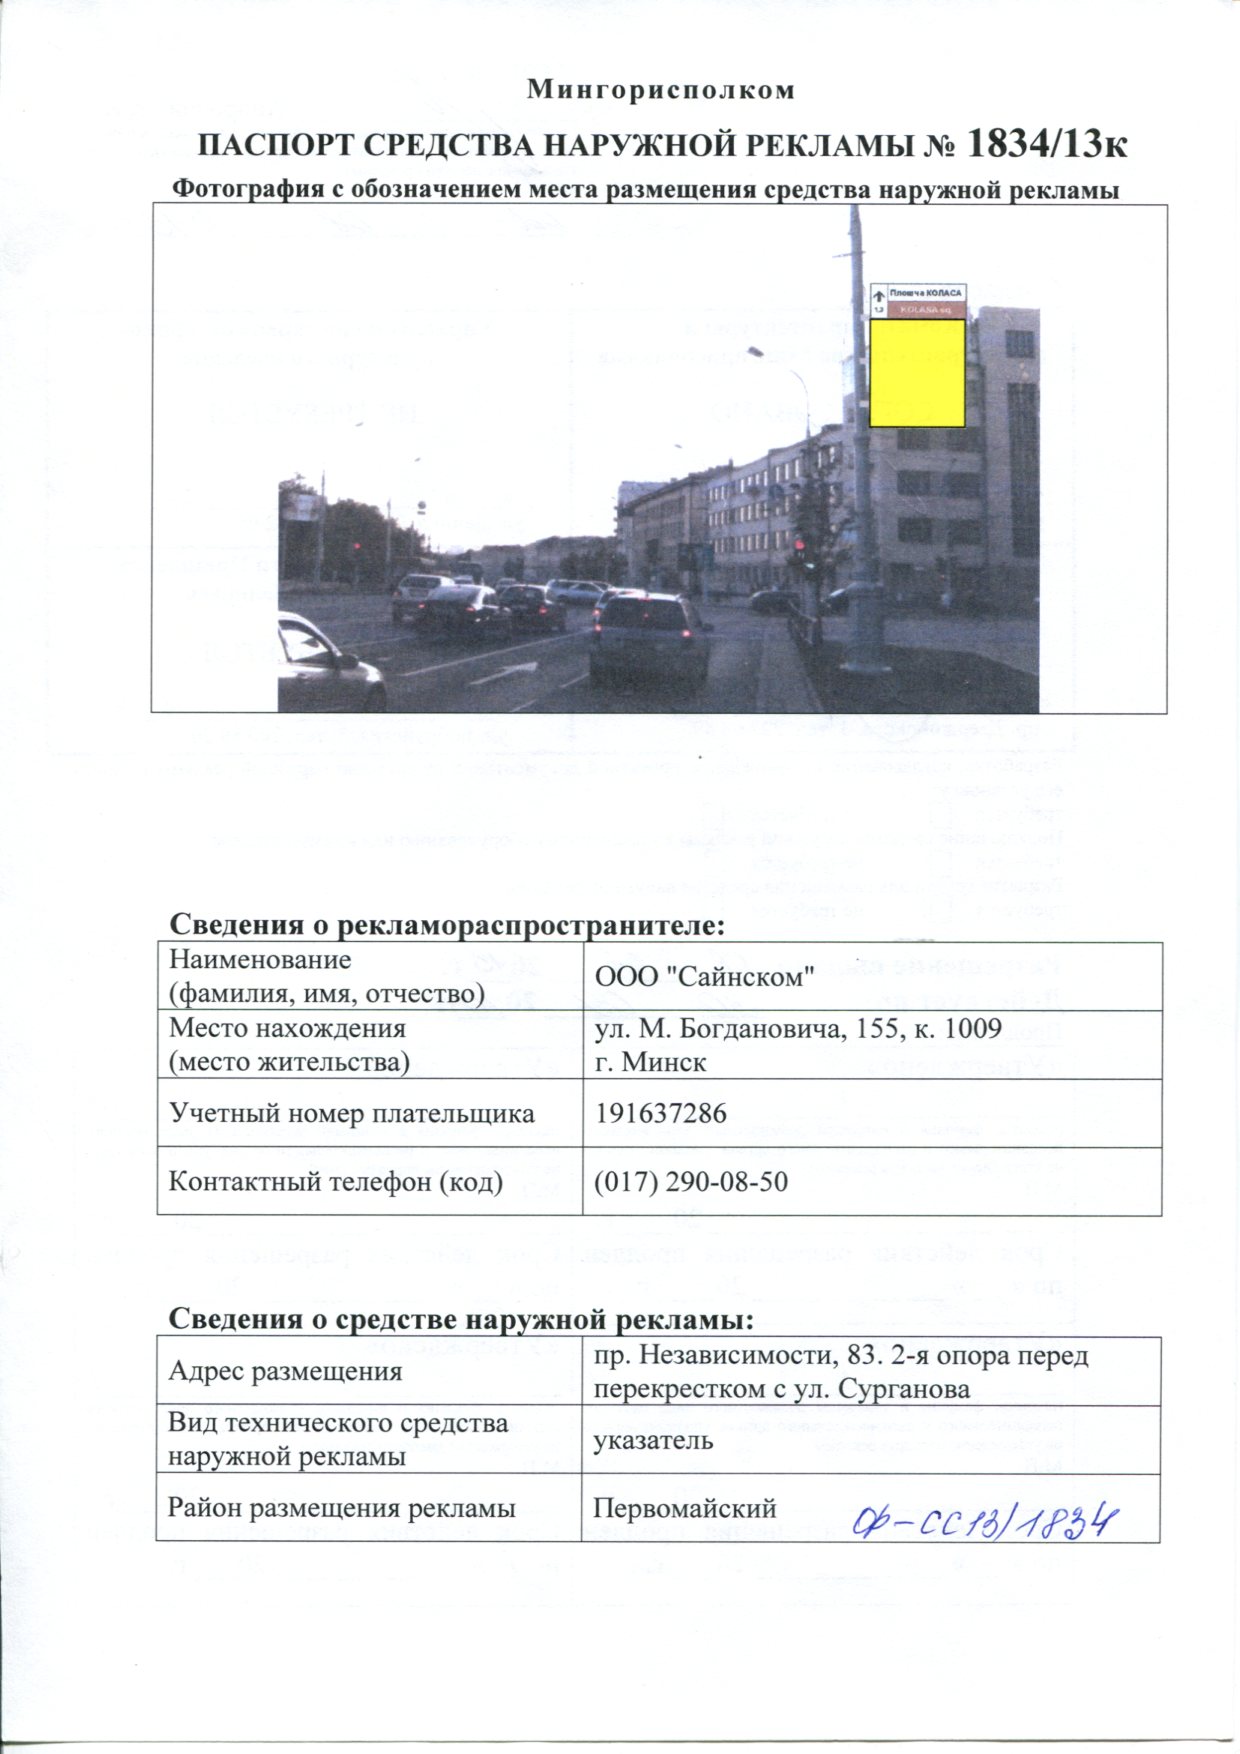 Мингорисполком
ПАСПОРТ СРЕДСТВА НАРУЖНОЙ РЕКЛАМЫ № 1834/13к
Фотография с обозначением места размещения средства наружной рекламы
Плошча КОЛАСА
1,2 KOLASA sq.
Сведения о рекламораспространителе:
Наименование
(фамилия, имя, отчество)
ООО "Сайнском"
Место нахождения
(место жительства)
ул. М. Богдановича, 155, к. 1009
г. Минск
Учетный номер плательщика
191637286
Контактный телефон (код)
(017) 290-08-50
Сведения о средстве наружной рекламы:
Адрес размещения
пр. Независимости, 83. 2-я опора перед
перекрестком с ул. Сурганова
Вид технического средства
наружной рекламы
указатель
Район размещения рекламы
Первомайский
Ф-СС13/1834